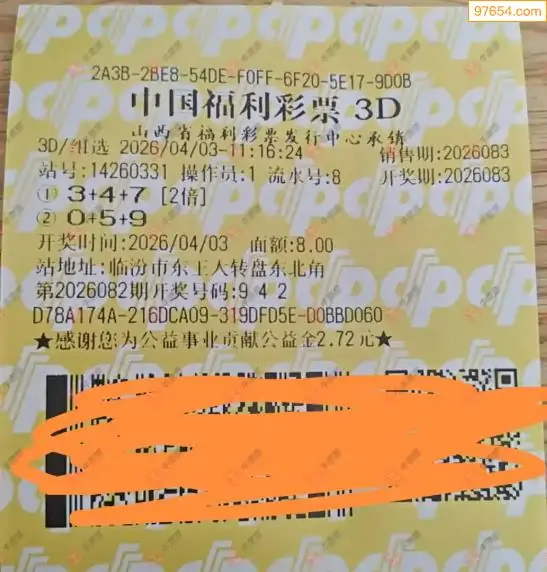 97654.com
2A3B-2BE8-54DE-F0FF-6F20-5E17-9D0B
中国福利彩票 3D
山西省福利彩票发行中心承销
3D/组选 2026/04/03-11:16:24 销售期:2026083
站号:14260331 操作员:1 流水号:8 开奖期:2026083
① 3+4+7 [2倍]
② 0+5+9
开奖时间:2026/04/03 面额:8.00
站地址:临汾市东王大转盘东北角
第2026082期开奖号码:9 4 2
D78A174A-216DCA09-319DFD5E-D0BBD060
★感谢您为公益事业贡献公益金2.72元★